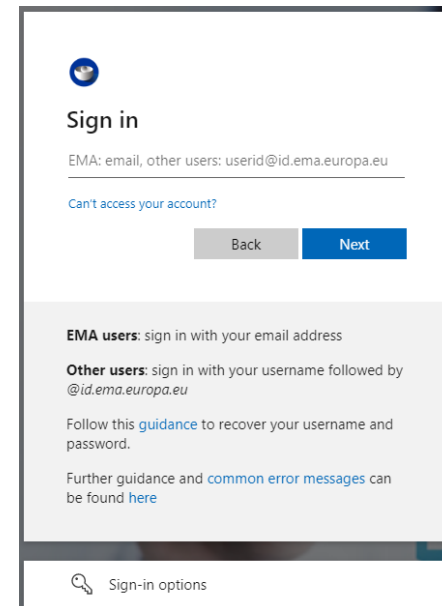 Sign in
EMA: email, other users: userid@id.ema.europa.eu
Can't access your account?
Back
Next
EMA users: sign in with your email address
Other users: sign in with your username followed by
@id.ema.europa.eu
Follow this guidance to recover your username and
password.
Further guidance and common error messages can
be found here
Sign-in options